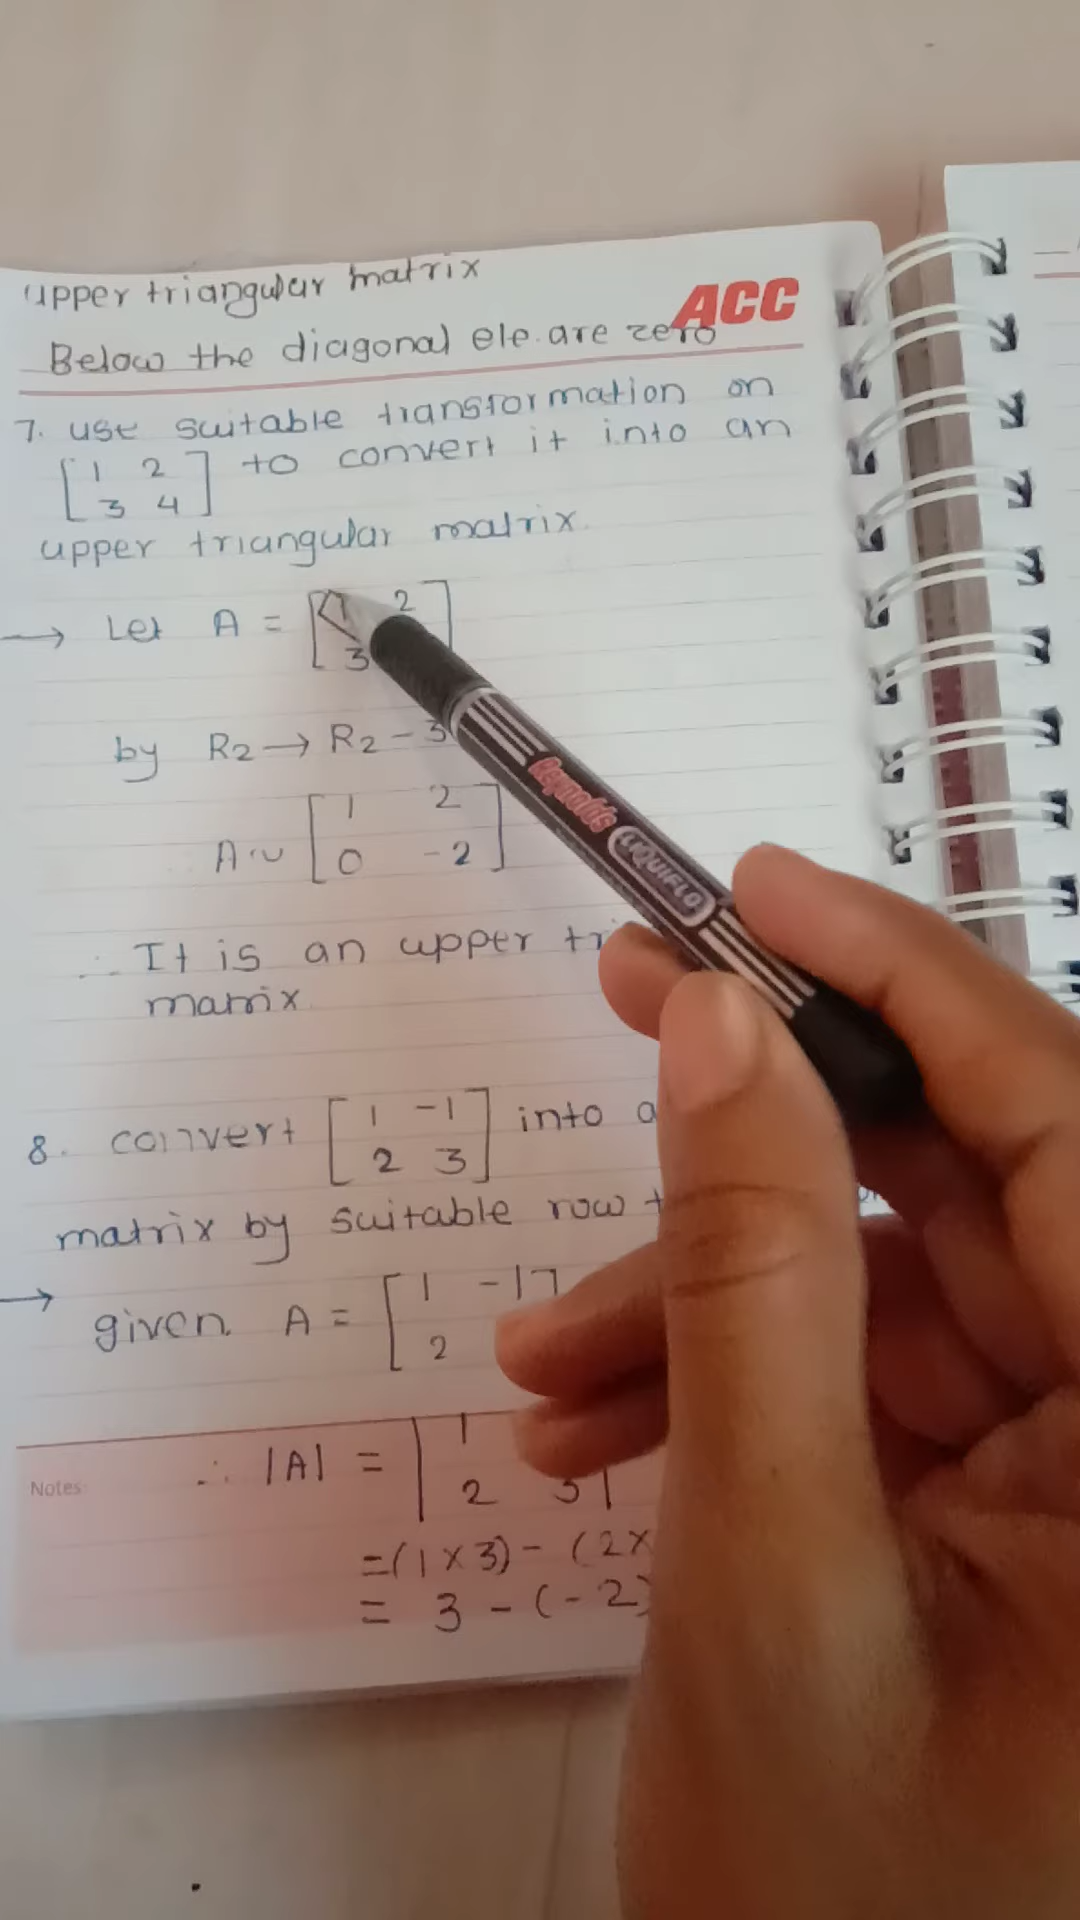 upper triangular matrix
ACC
Below the diagonal ele. are zero
7. use suitable transformation on
[ 1 2
3 4 ] to convert it into an
upper triangular matrix.
→ Let A = [ 1 2
3 ]
by R2 → R2 - 3
A ~ [ 1 2
0 -2 ]
∴ It is an upper tri
matrix
8. convert [ 1 -1
2 3 ] into a
matrix by suitable row t
→ given A = [ 1 -1 ]
2
∴ |A| = | 1
2 3 |
Notes:
= (1 × 3) - (2 ×
= 3 - (-2)
Reynolds LIQUIFLO